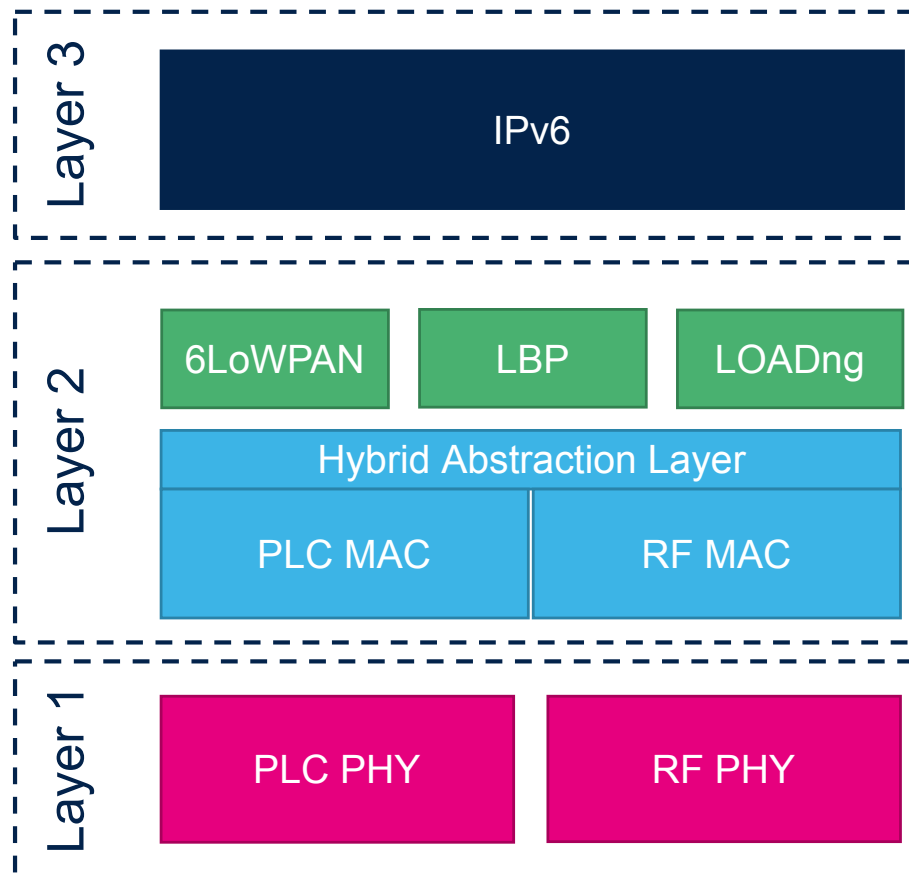 Layer 3
IPv6
Layer 2
6LoWPAN
LBP
LOADng
Hybrid Abstraction Layer
PLC MAC
RF MAC
Layer 1
PLC PHY
RF PHY